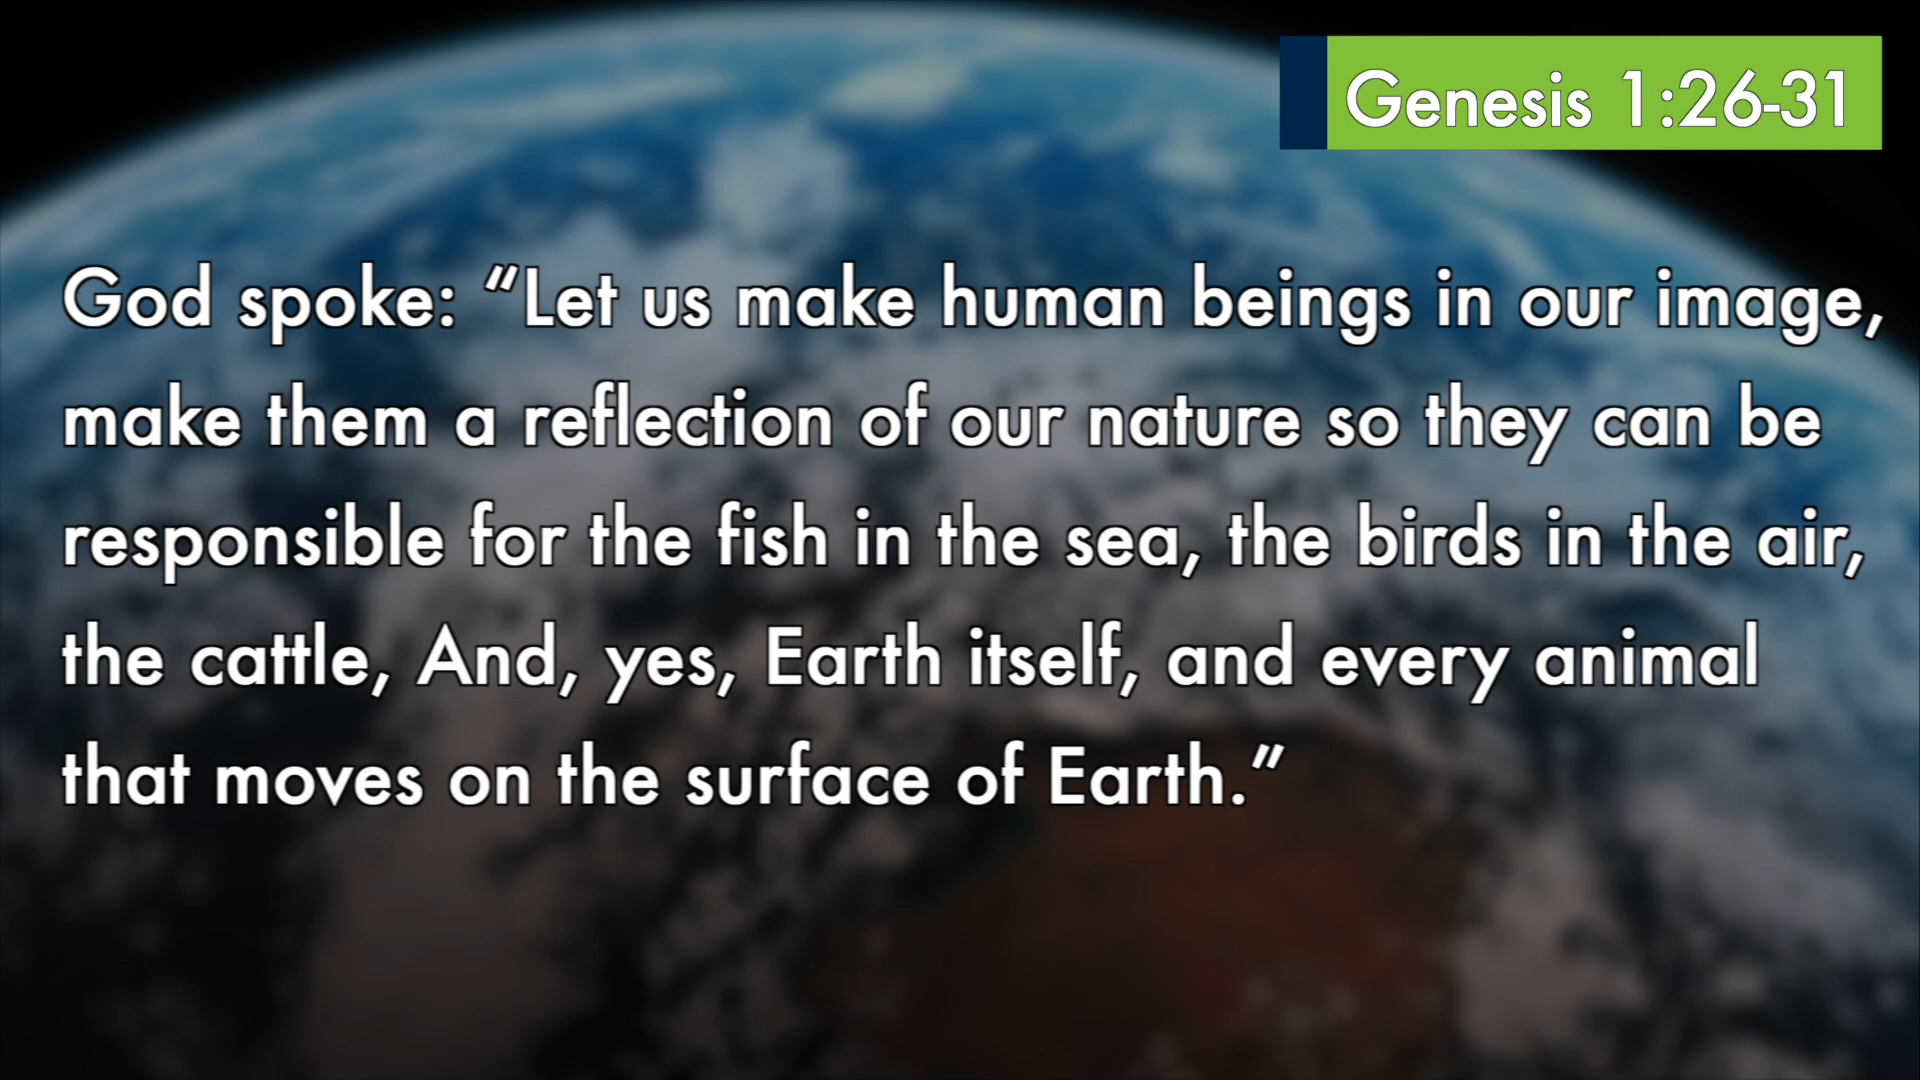 Genesis 1:26-31
God spoke: “Let us make human beings in our image,
make them a reflection of our nature so they can be
responsible for the fish in the sea, the birds in the air,
the cattle, And, yes, Earth itself, and every animal
that moves on the surface of Earth.”